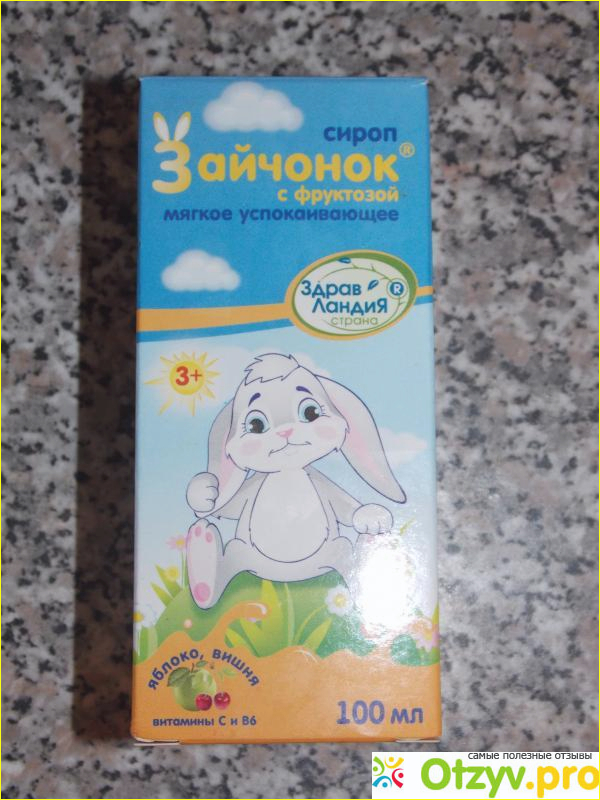 сироп
Зайчонок®
с фруктозой
мягкое успокаивающее
Здрав ®
Ландия
страна
3+
яблоко, вишня
витамины С и В6
100 мл
самые полезные отзывы
Otzyv.pro